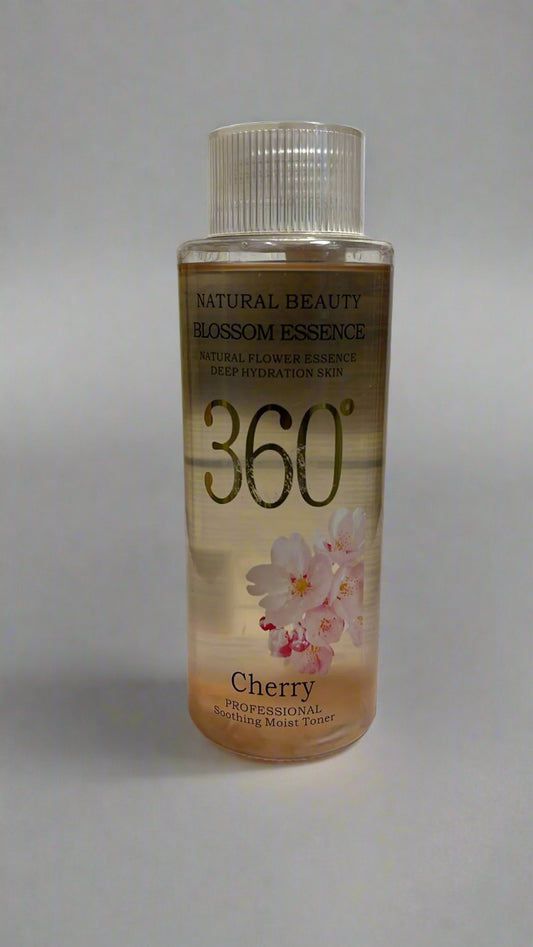 NATURAL BEAUTY
BLOSSOM ESSENCE
NATURAL FLOWER ESSENCE
DEEP HYDRATION SKIN
360°
Cherry
PROFESSIONAL
Soothing Moist Toner